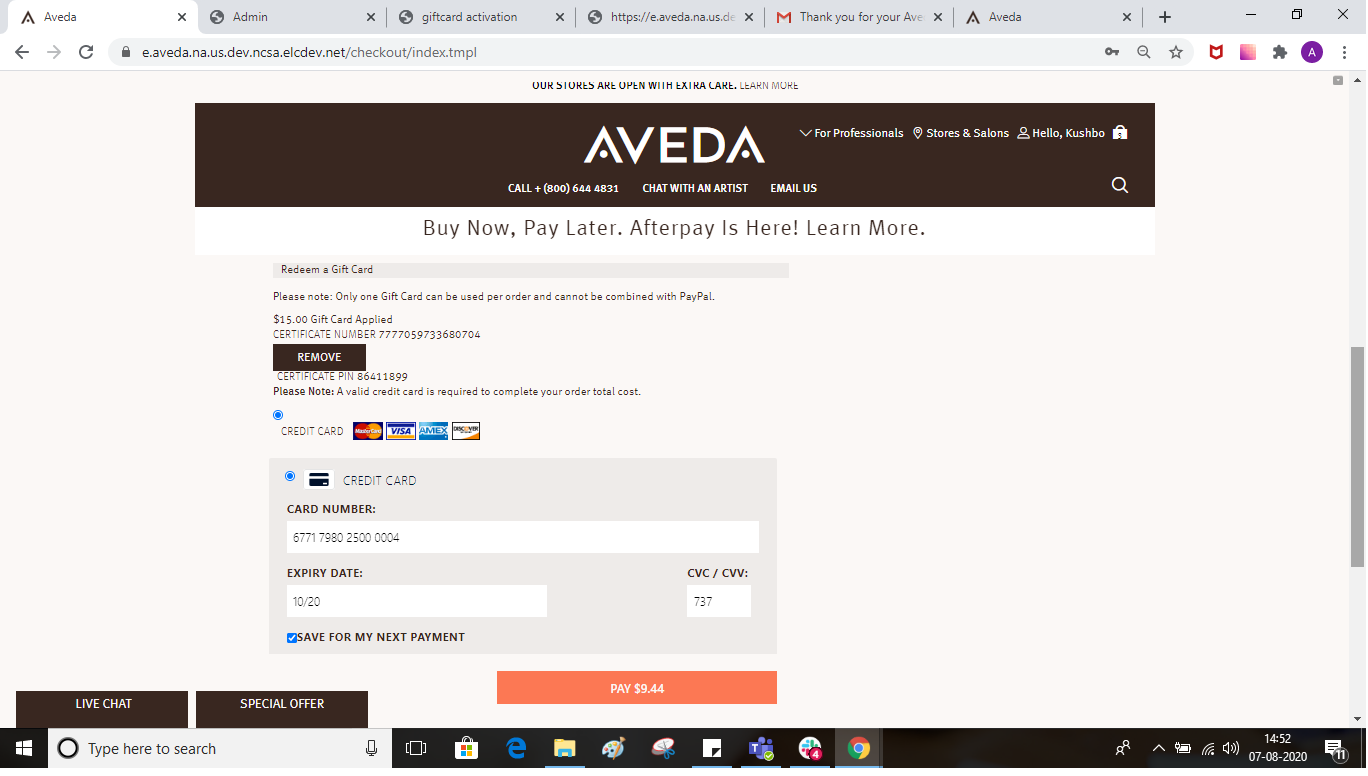 Aveda
Admin
giftcard activation
https://e.aveda.na.us.de
Thank you for your Ave
Aveda
e.aveda.na.us.dev.ncsa.elcdev.net/checkout/index.tmpl
A
OUR STORES ARE OPEN WITH EXTRA CARE. LEARN MORE
AVEDA
For Professionals
Stores & Salons
Hello, Kushbo
CALL + (800) 644 4831
CHAT WITH AN ARTIST
EMAIL US
Buy Now, Pay Later. Afterpay Is Here! Learn More.
Redeem a Gift Card
Please note: Only one Gift Card can be used per order and cannot be combined with PayPal.
$15.00 Gift Card Applied
CERTIFICATE NUMBER 7777059733680704
REMOVE
CERTIFICATE PIN 86411899
Please Note: A valid credit card is required to complete your order total cost.
CREDIT CARD
MasterCard
VISA
AMEX
DISCOVER
CREDIT CARD
CARD NUMBER:
6771 7980 2500 0004
EXPIRY DATE:
CVC / CVV:
10/20
737
SAVE FOR MY NEXT PAYMENT
PAY $9.44
LIVE CHAT
SPECIAL OFFER
Type here to search
4
14:52
07-08-2020
11